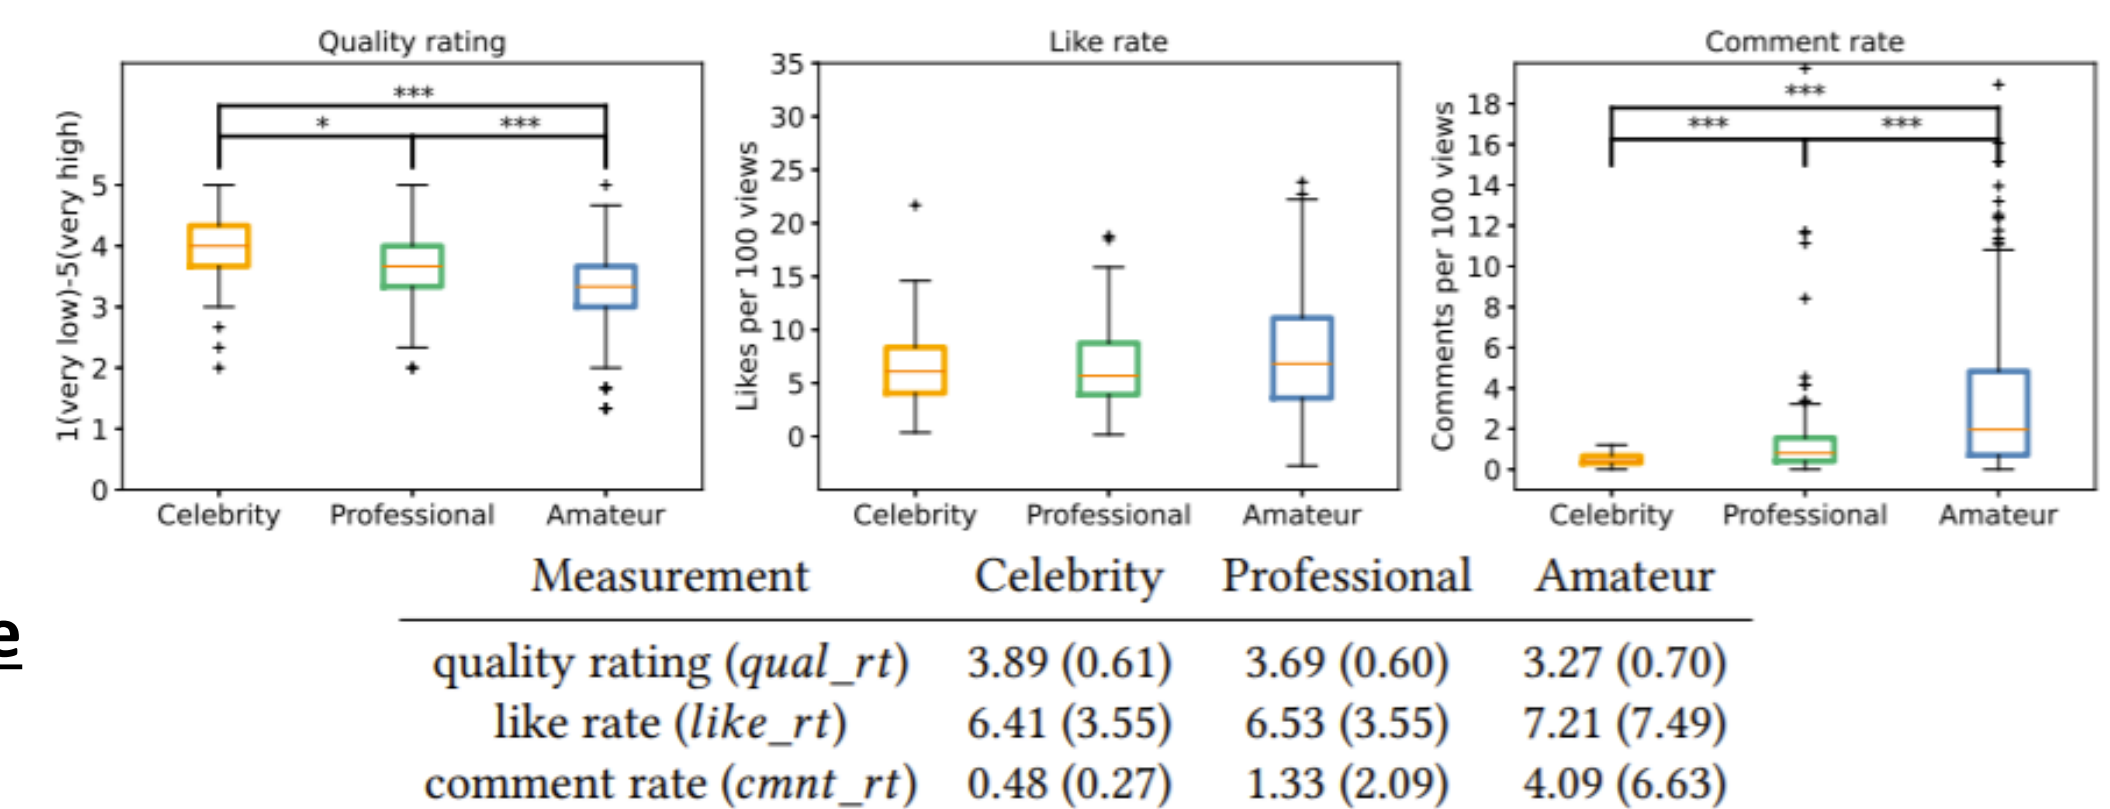 Quality rating
1(very low)-5(very high)
5
4
3
2
1
0
***
*
***
Celebrity
Professional
Amateur
Like rate
Likes per 100 views
35
30
25
20
15
10
5
0
Celebrity
Professional
Amateur
Comment rate
Comments per 100 views
18
16
14
12
10
8
6
4
2
0
***
***
***
Celebrity
Professional
Amateur
Measurement Celebrity Professional Amateur
quality rating (qual_rt) 3.89 (0.61) 3.69 (0.60) 3.27 (0.70)
like rate (like_rt) 6.41 (3.55) 6.53 (3.55) 7.21 (7.49)
comment rate (cmnt_rt) 0.48 (0.27) 1.33 (2.09) 4.09 (6.63)
e